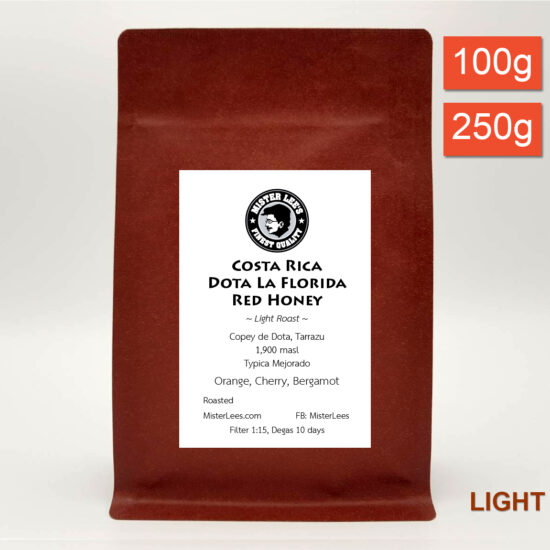 100g
250g
MISTER LEE'S
FINEST QUALITY
COSTA RICA
DOTA LA FLORIDA
RED HONEY
~ Light Roast ~
Copey de Dota, Tarrazu
1,900 masl
Typica Mejorado
Orange, Cherry, Bergamot
Roasted
MisterLees.com FB: MisterLees
Filter 1:15, Degas 10 days
LIGHT